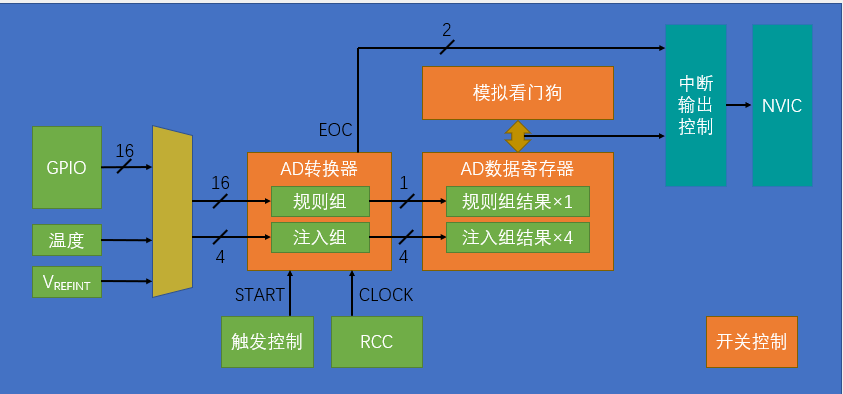 2
模拟看门狗
中断
输出
控制
NVIC
EOC
GPIO
16
AD转换器
AD数据寄存器
16
规则组
1
规则组结果×1
温度
4
注入组
4
注入组结果×4
VREFINT
START
CLOCK
触发控制
RCC
开关控制